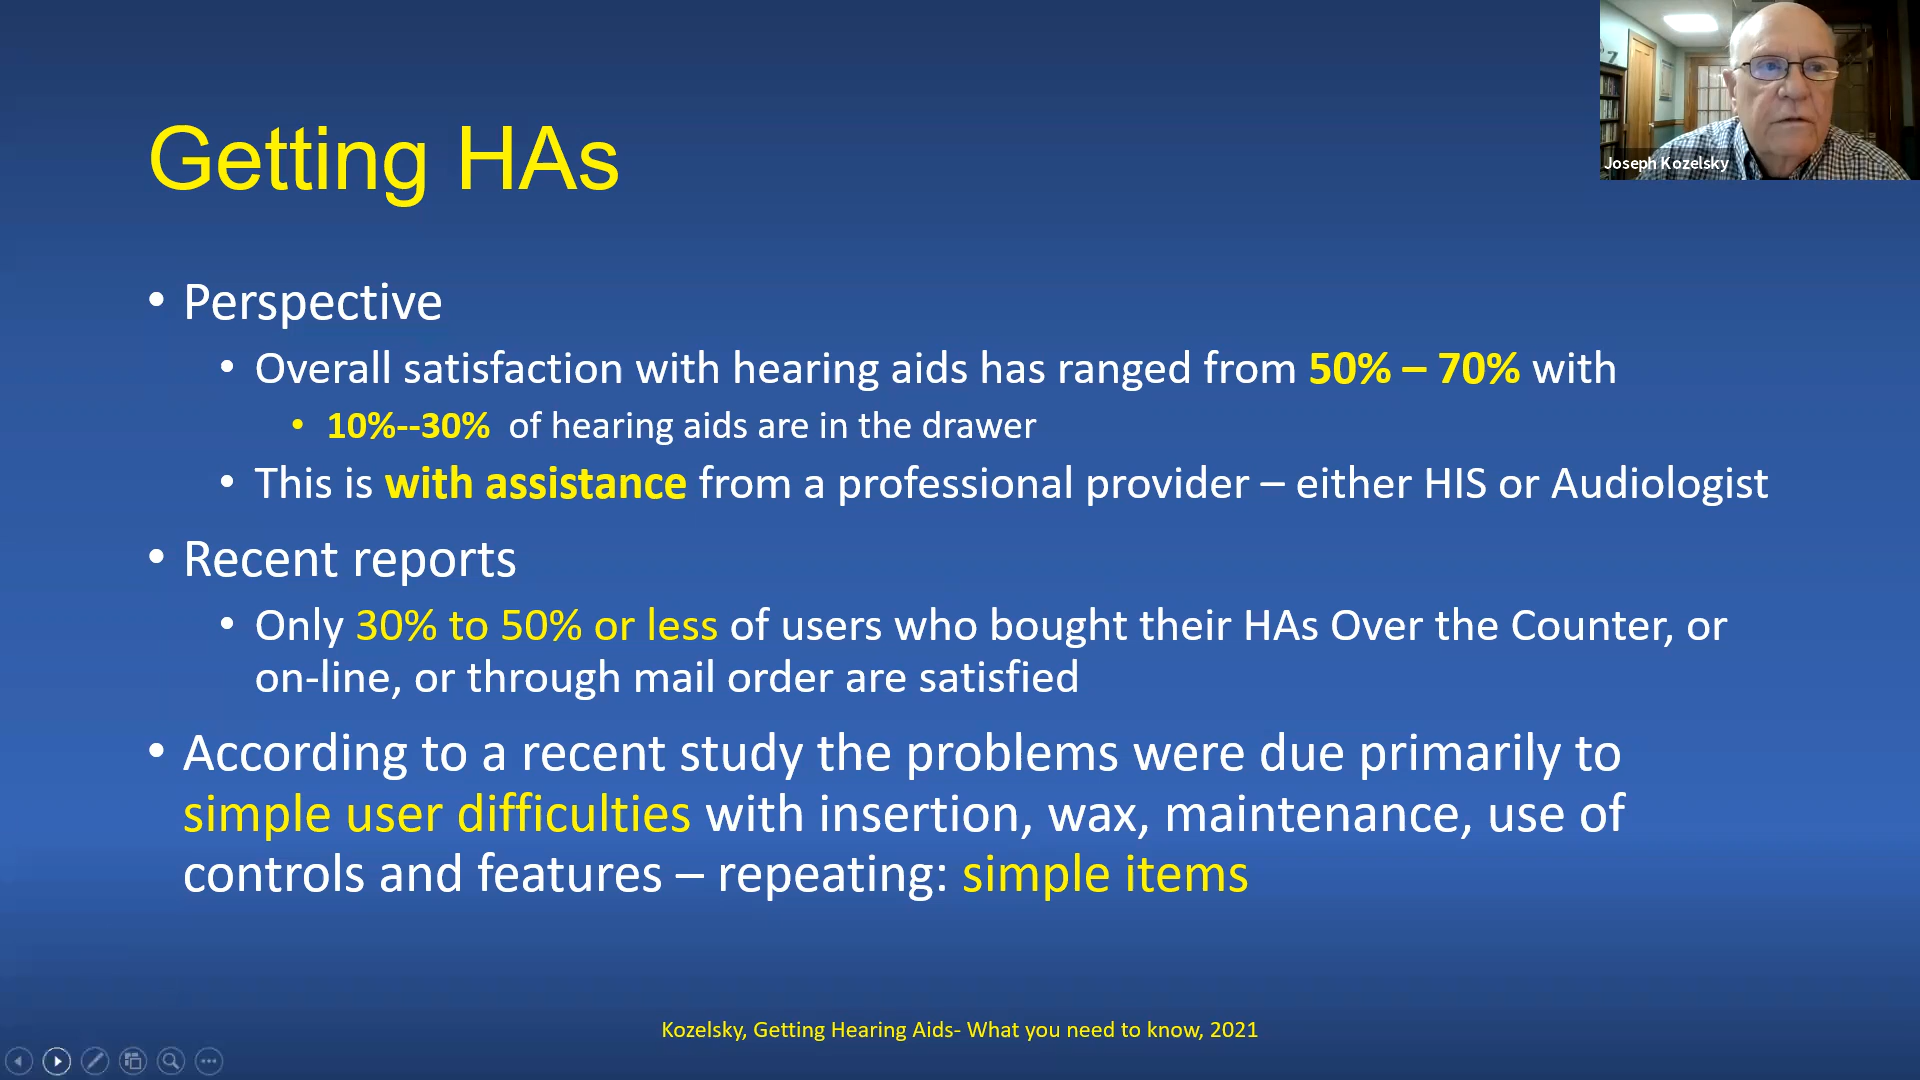 Getting HAs
Joseph Kozelsky
• Perspective
• Overall satisfaction with hearing aids has ranged from 50% – 70% with
• 10%--30% of hearing aids are in the drawer
• This is with assistance from a professional provider – either HIS or Audiologist
• Recent reports
• Only 30% to 50% or less of users who bought their HAs Over the Counter, or
on-line, or through mail order are satisfied
• According to a recent study the problems were due primarily to
simple user difficulties with insertion, wax, maintenance, use of
controls and features – repeating: simple items
Kozelsky, Getting Hearing Aids- What you need to know, 2021